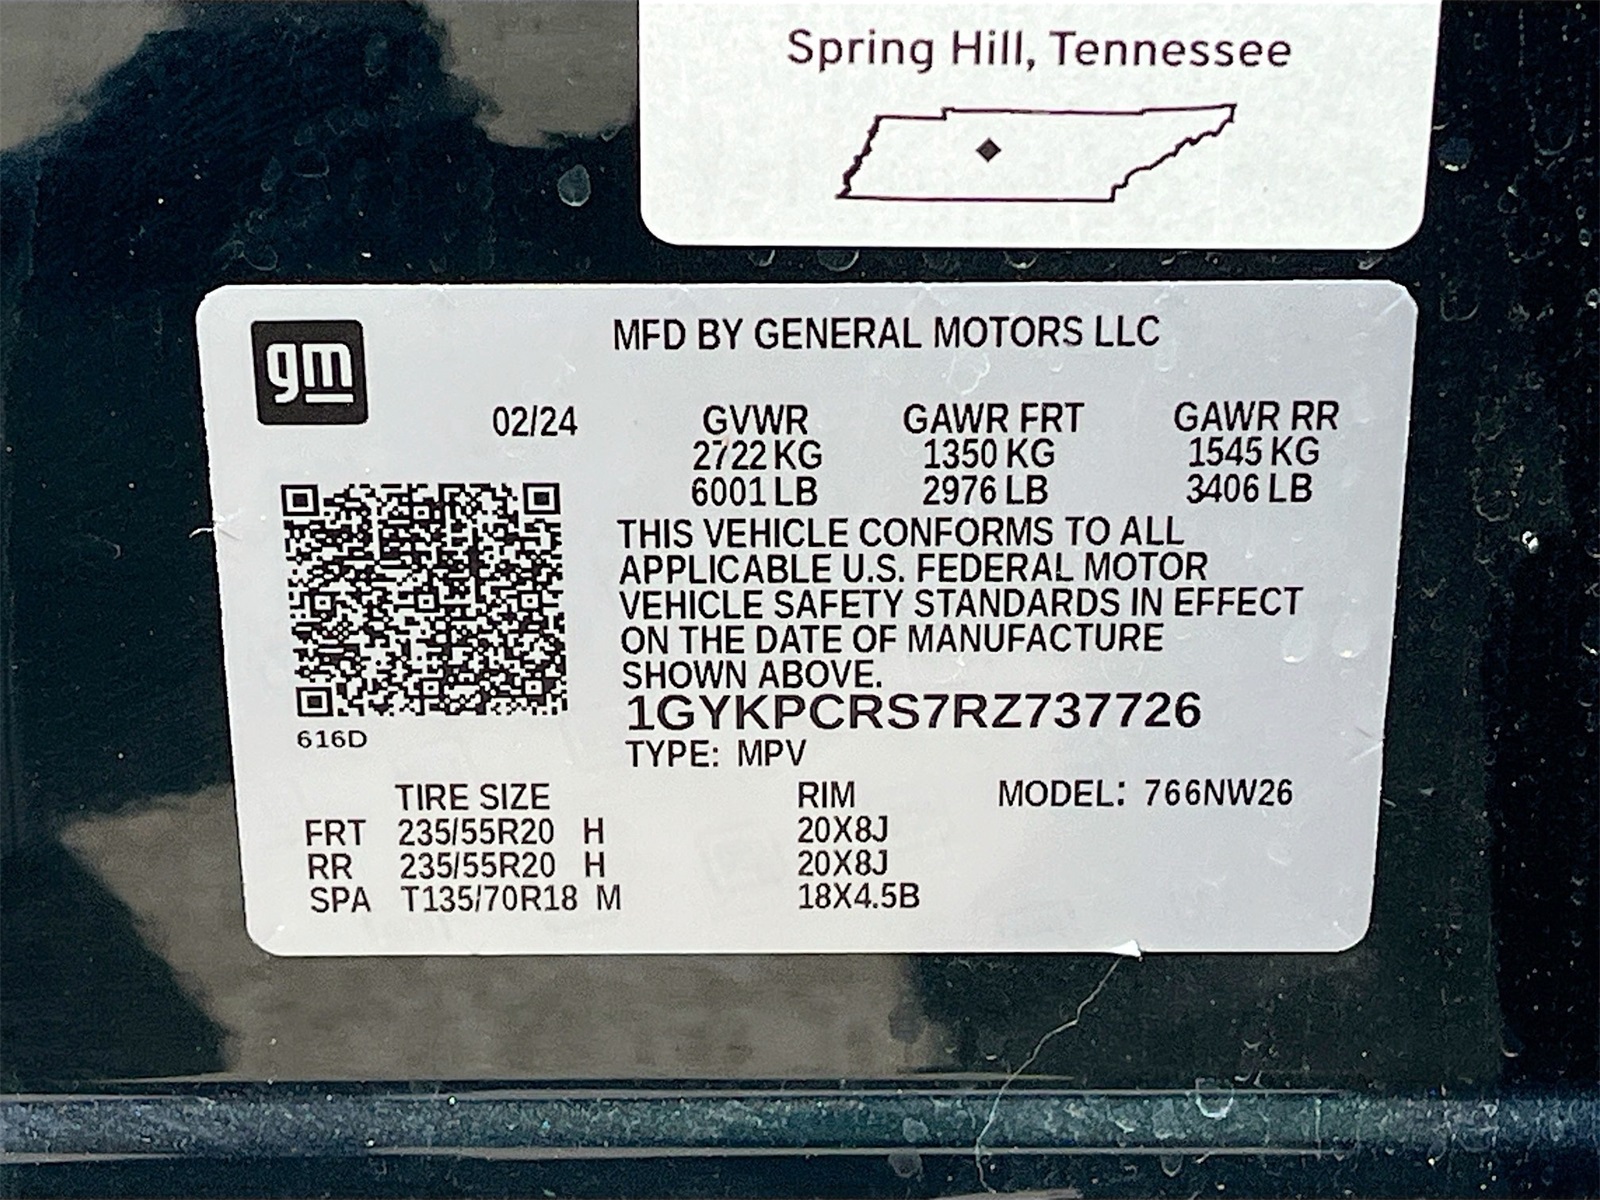 Spring Hill, Tennessee
gm
MFD BY GENERAL MOTORS LLC
02/24 GVWR GAWR FRT GAWR RR
2722 KG 1350 KG 1545 KG
6001 LB 2976 LB 3406 LB
THIS VEHICLE CONFORMS TO ALL
APPLICABLE U.S. FEDERAL MOTOR
VEHICLE SAFETY STANDARDS IN EFFECT
ON THE DATE OF MANUFACTURE
SHOWN ABOVE.
1GYKPCRS7RZ737726
616D
TYPE: MPV
TIRE SIZE RIM MODEL: 766NW26
FRT 235/55R20 H 20X8J
RR 235/55R20 H 20X8J
SPA T135/70R18 M 18X4.5B